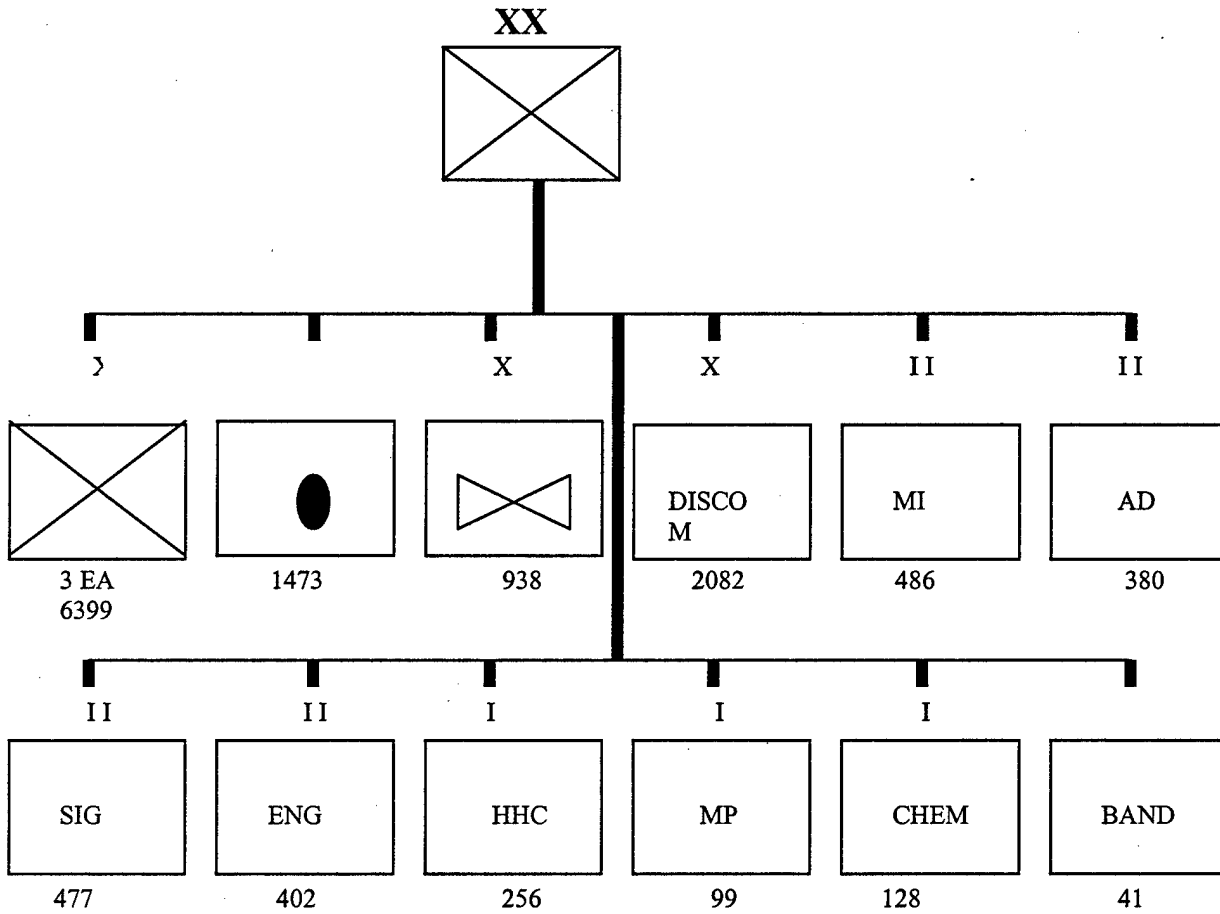 XX
X X II II
DISCO
M
MI
AD
3 EA
6399
1473
938
2082
486
380
II II I I I
SIG
ENG
HHC
MP
CHEM
BAND
477
402
256
99
128
41